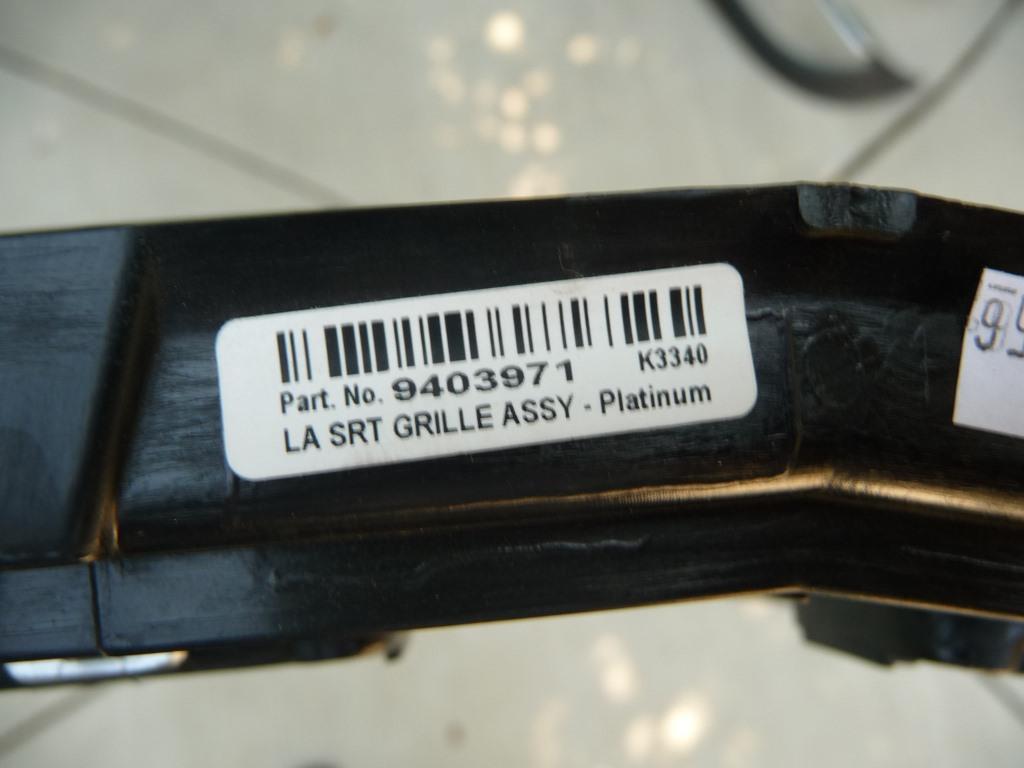 K3340
Part. No. 9403971
LA SRT GRILLE ASSY - Platinum